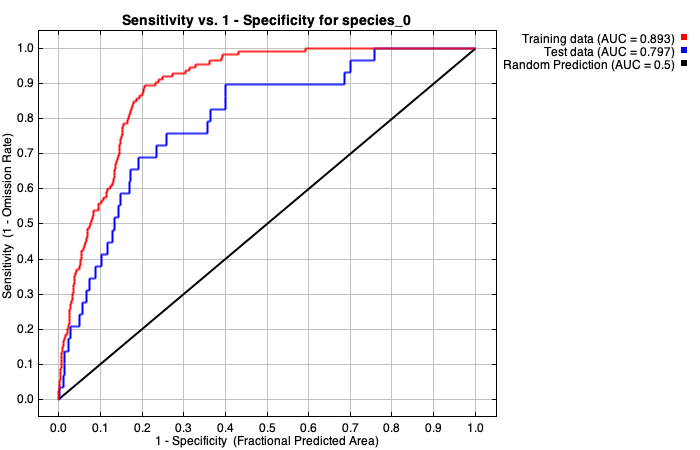 Sensitivity vs. 1 - Specificity for species_0
Training data (AUC = 0.893)
Test data (AUC = 0.797)
Random Prediction (AUC = 0.5)
Sensitivity (1 - Omission Rate)
1.0
0.9
0.8
0.7
0.6
0.5
0.4
0.3
0.2
0.1
0.0
0.0 0.1 0.2 0.3 0.4 0.5 0.6 0.7 0.8 0.9 1.0
1 - Specificity (Fractional Predicted Area)